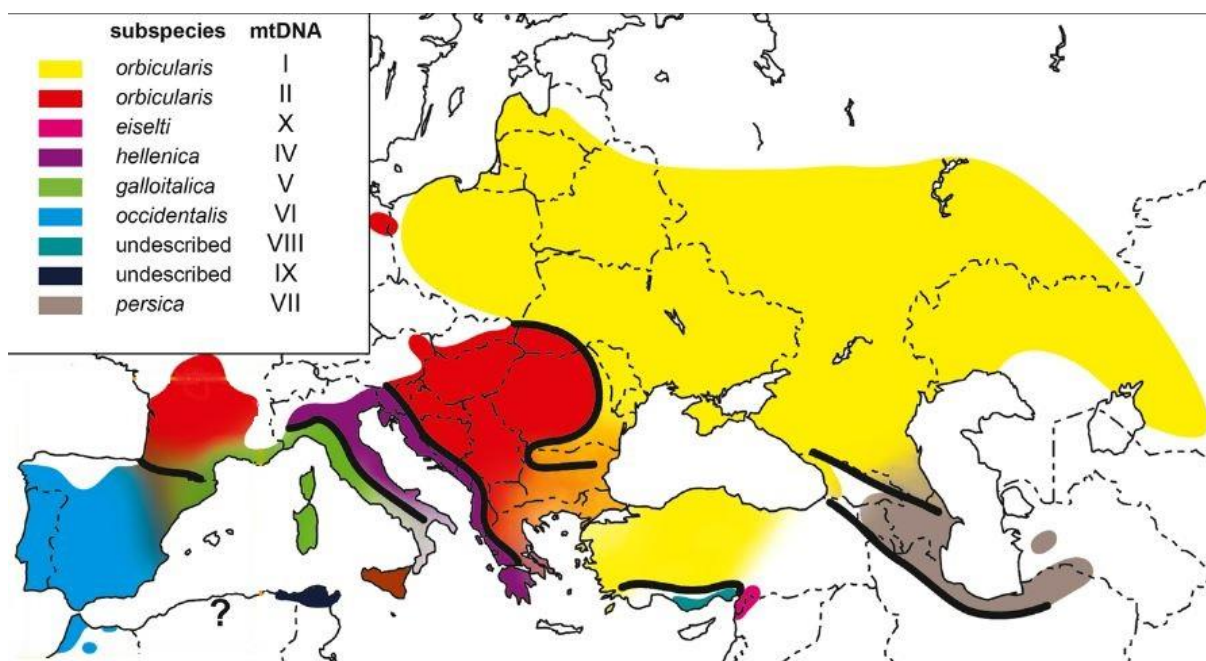 subspecies mtDNA
orbicularis I
orbicularis II
eiselti X
hellenica IV
galloitalica V
occidentalis VI
undescribed VIII
undescribed IX
persica VII
?